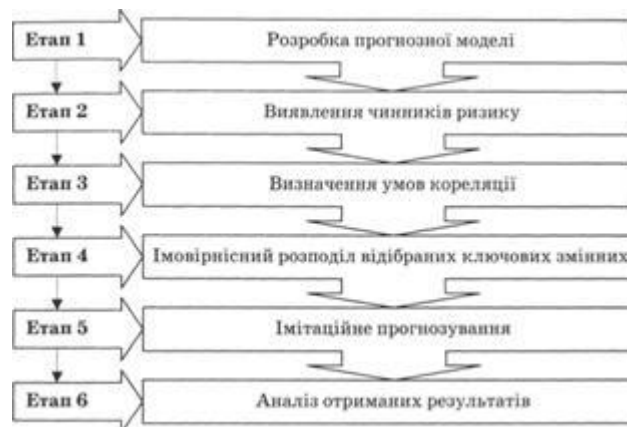 Етап 1 Розробка прогнозної моделі
Етап 2 Виявлення чинників ризику
Етап 3 Визначення умов кореляції
Етап 4 Імовірнісний розподіл відібраних ключових змінних
Етап 5 Імітаційне прогнозування
Етап 6 Аналіз отриманих результатів